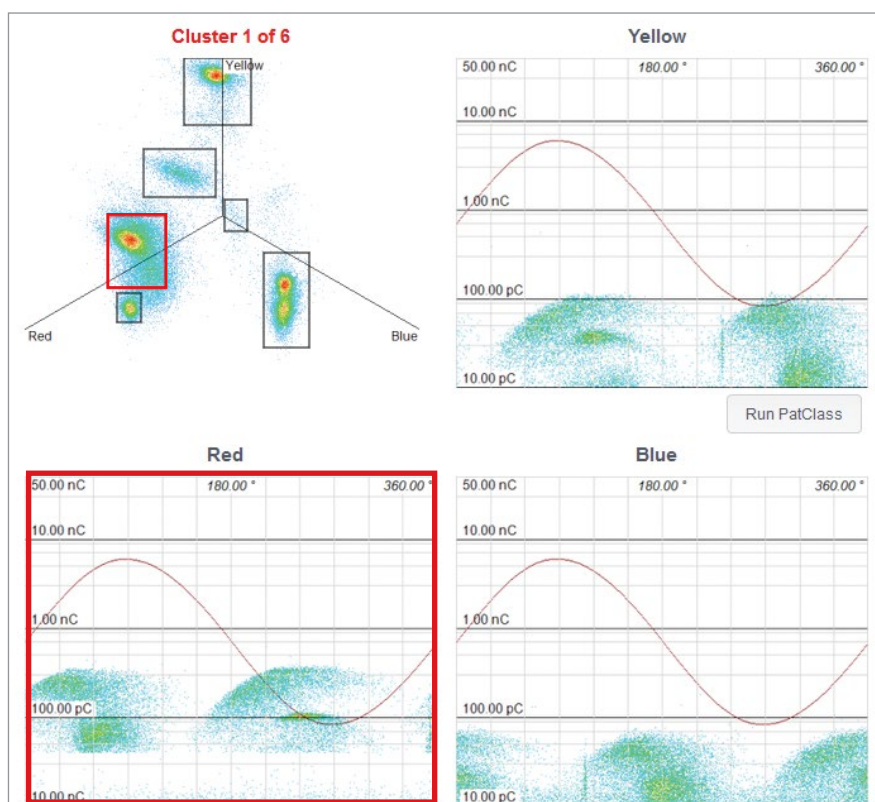 Cluster 1 of 6
Yellow
Red
Blue
Yellow
50.00 nC
180.00 °
360.00 °
10.00 nC
1.00 nC
100.00 pC
10.00 pC
Run PatClass
Red
50.00 nC
180.00 °
360.00 °
10.00 nC
1.00 nC
100.00 pC
10.00 pC
Blue
50.00 nC
180.00 °
360.00 °
10.00 nC
1.00 nC
100.00 pC
10.00 pC